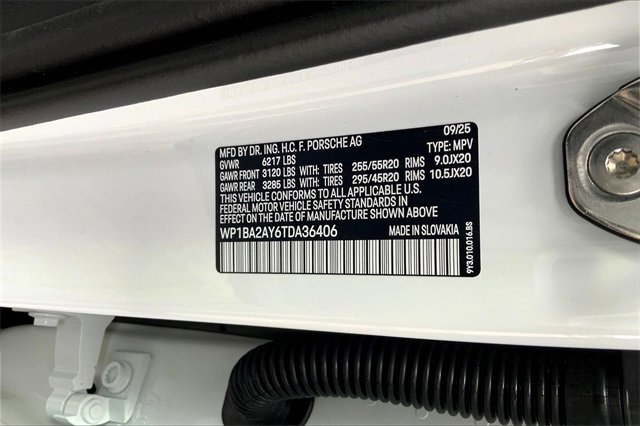 MFD BY DR. ING. H.C. F. PORSCHE AG 09/25
GVWR 6217 LBS TYPE: MPV
GAWR FRONT 3120 LBS WITH: TIRES 255/55R20 RIMS 9.0JX20
GAWR REAR 3285 LBS WITH: TIRES 295/45R20 RIMS 10.5JX20
THIS VEHICLE CONFORMS TO ALL APPLICABLE U.S.
FEDERAL MOTOR VEHICLE SAFETY STANDARDS IN
EFFECT ON THE DATE OF MANUFACTURE SHOWN ABOVE
WP1BA2AY6TDA36406 MADE IN SLOVAKIA
9Y3.010.016.BS